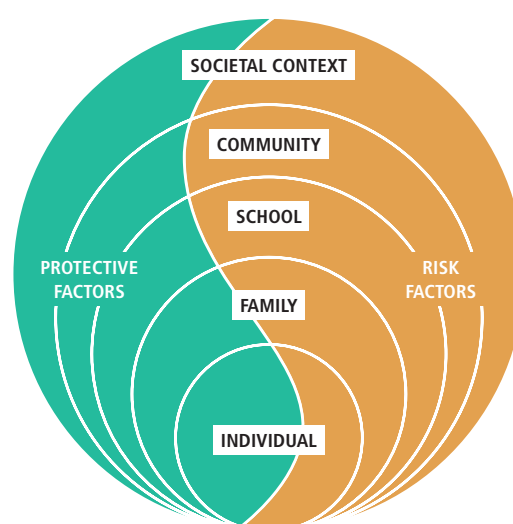 SOCIETAL CONTEXT
COMMUNITY
SCHOOL
PROTECTIVE
FACTORS
RISK
FACTORS
FAMILY
INDIVIDUAL